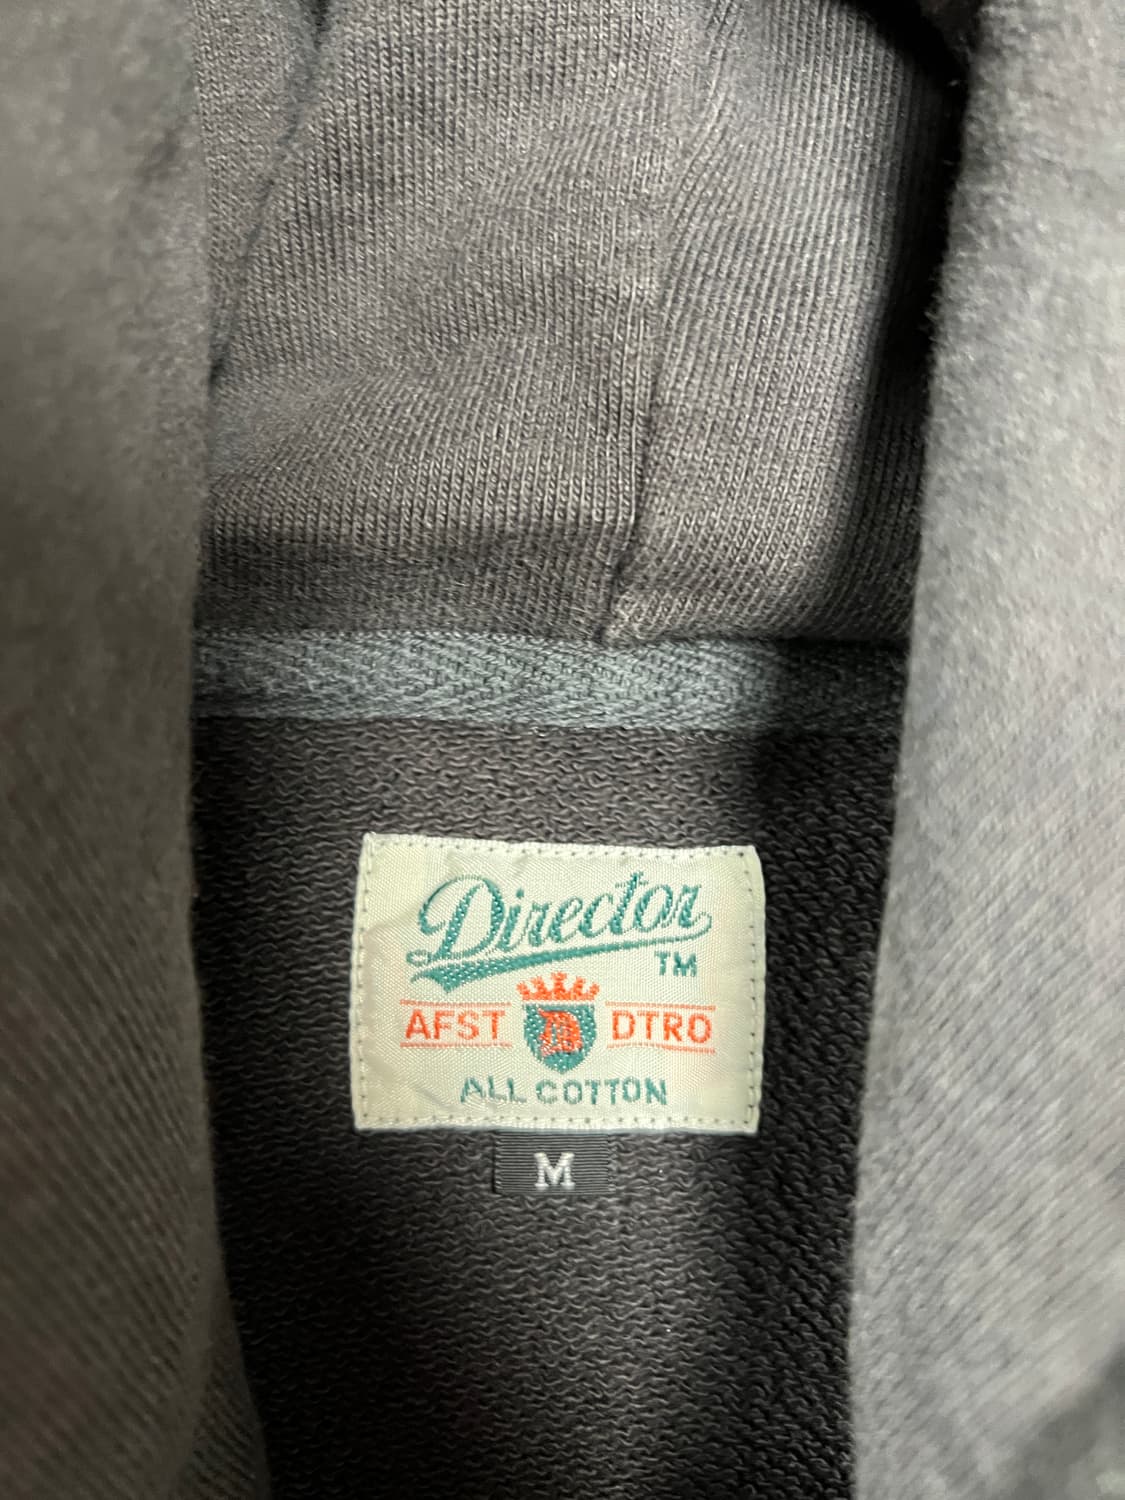 Director
TM
AFST D DTRO
ALL COTTON
M